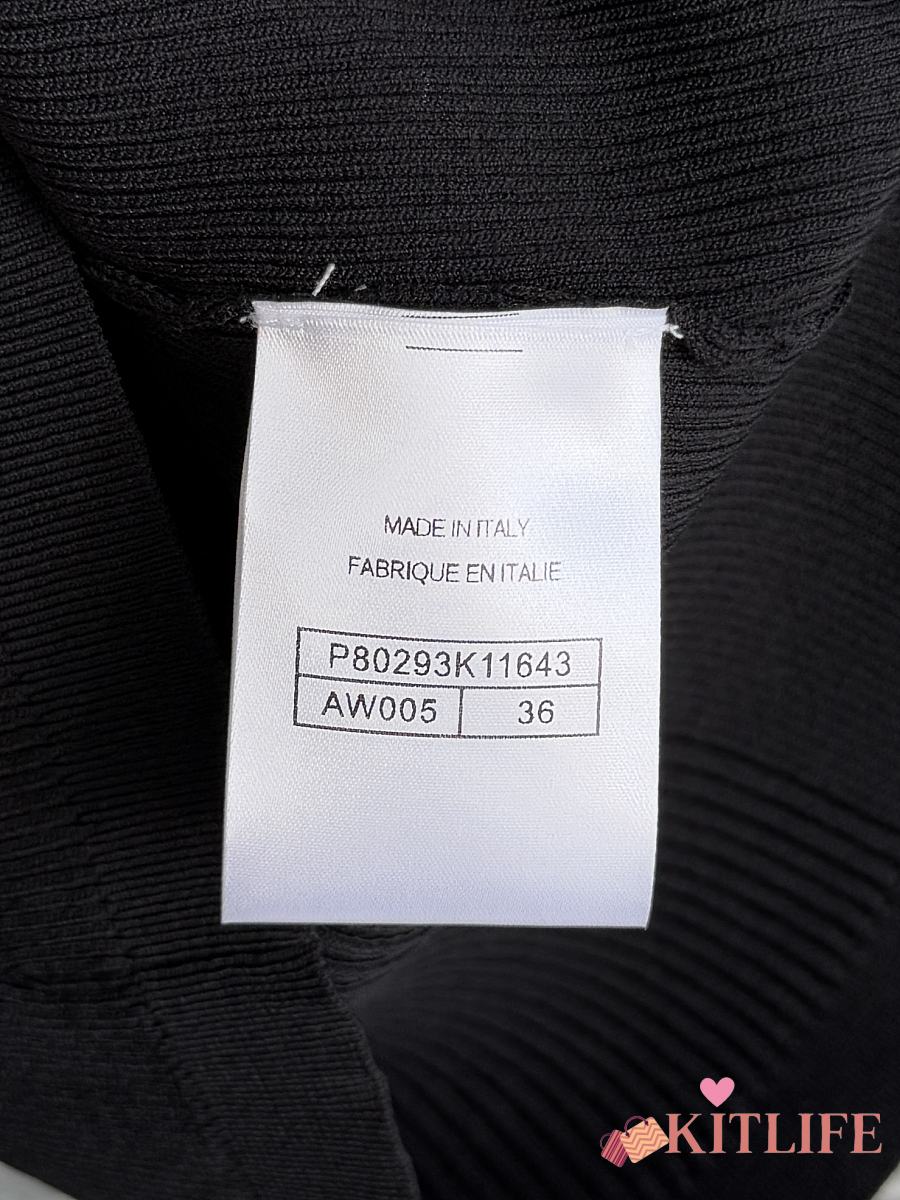 MADE IN ITALY
FABRIQUE EN ITALIE
P80293K11643
AW005 36
KITLIFE